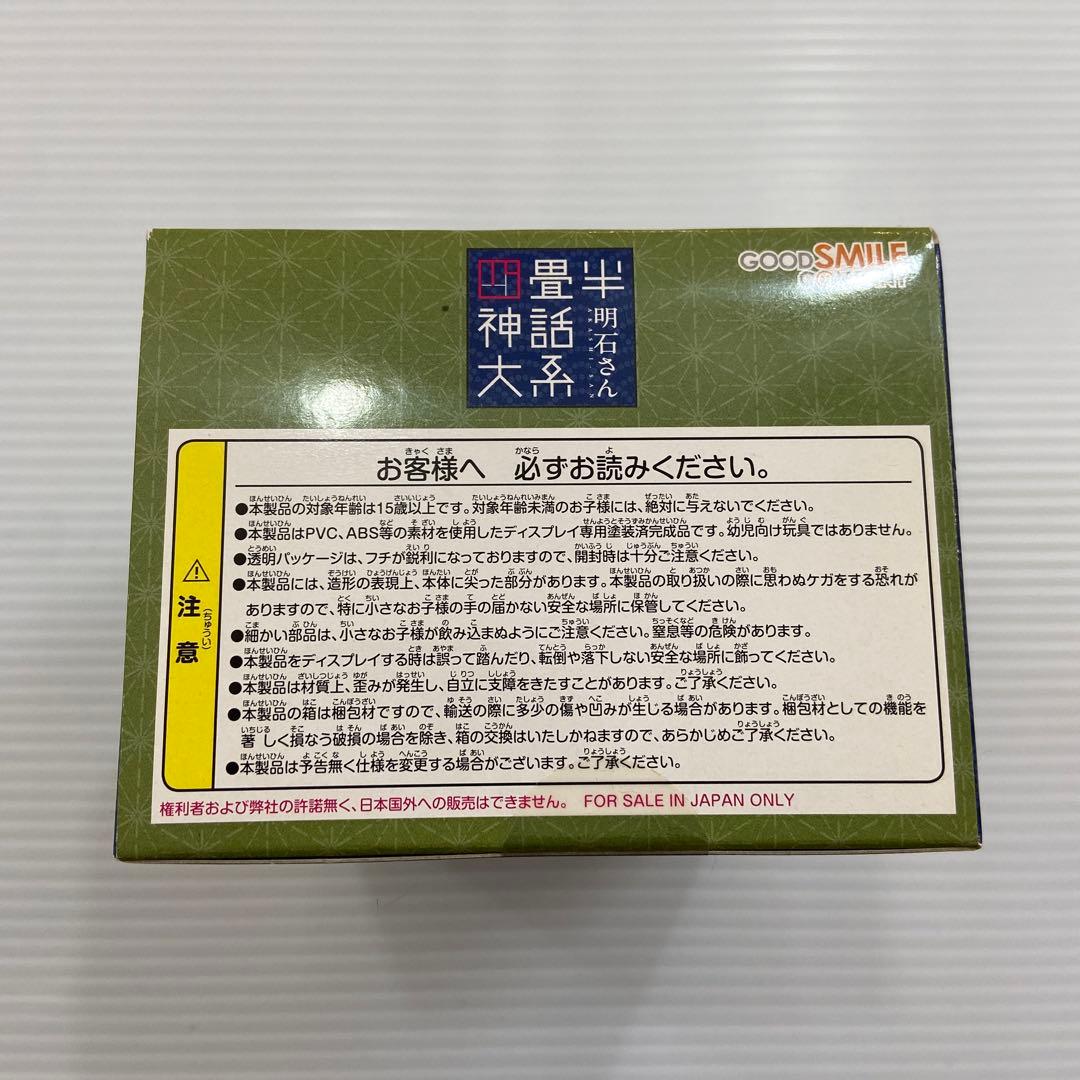 四畳半
神話
大系
明石さん
AKASHI-SAN
GOODSMILE
お客様へ 必ずお読みください。
きゃく さま かなら よ
注意
(ちゅうい)
●本製品の対象年齢は15歳以上です。対象年齢未満のお子様には、絶対に与えないでください。
●本製品はPVC、ABS等の素材を使用したディスプレイ専用塗装済完成品です。幼児向け玩具ではありません。
●透明パッケージは、フチが鋭利になっておりますので、開封時は十分ご注意ください。
●本製品には、造形の表現上、本体に尖った部分があります。本製品の取り扱いの際に思わぬケガをする恐れが
ありますので、特に小さなお子様の手の届かない安全な場所に保管してください。
●細かい部品は、小さなお子様が飲み込まぬようにご注意ください。窒息等の危険があります。
●本製品をディスプレイする時は誤って踏んだり、転倒や落下しない安全な場所に飾ってください。
●本製品は材質上、歪みが発生し、自立に支障をきたすことがあります。ご了承ください。
●本製品の箱は梱包材ですので、輸送の際に多少の傷や凹みが生じる場合があります。梱包材としての機能を
著しく損なう破損の場合を除き、箱の交換はいたしかねますので、あらかじめご了承ください。
●本製品は予告無く仕様を変更する場合がございます。ご了承ください。
権利者および弊社の許諾無く、日本国外への販売はできません。 FOR SALE IN JAPAN ONLY